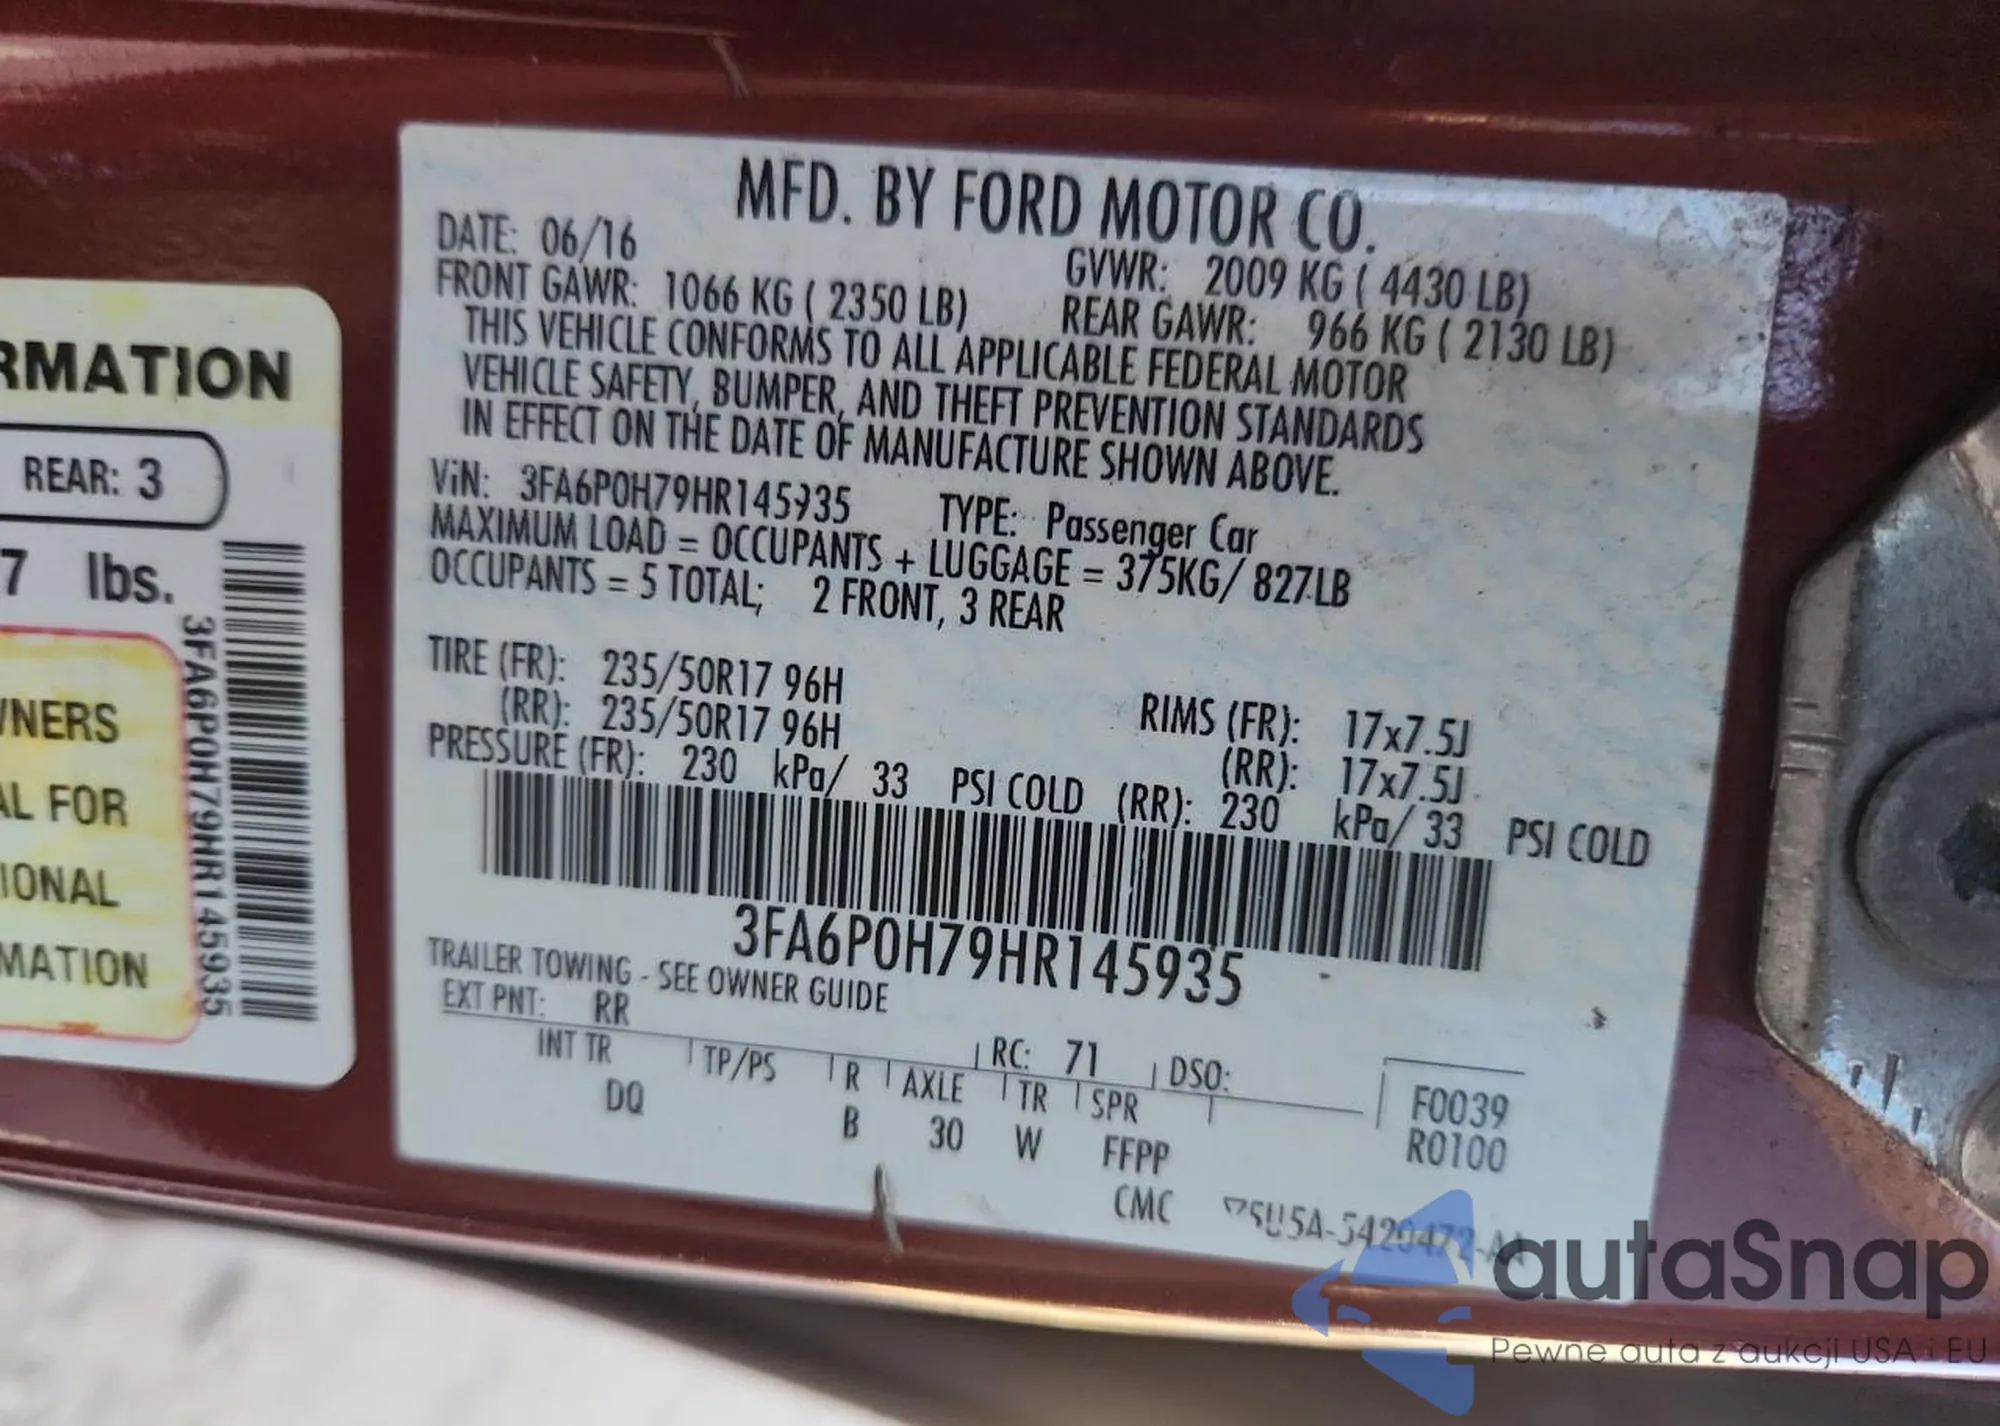 RMATION
REAR: 3
7 lbs.
WNERS
AL FOR
IONAL
MATION
3FA6P0H79HR145935
MFD. BY FORD MOTOR CO.
DATE: 06/16
GVWR: 2009 KG ( 4430 LB)
FRONT GAWR: 1066 KG ( 2350 LB)
REAR GAWR: 966 KG ( 2130 LB)
THIS VEHICLE CONFORMS TO ALL APPLICABLE FEDERAL MOTOR
VEHICLE SAFETY, BUMPER, AND THEFT PREVENTION STANDARDS
IN EFFECT ON THE DATE OF MANUFACTURE SHOWN ABOVE.
VIN: 3FA6P0H79HR145935 TYPE: Passenger Car
MAXIMUM LOAD = OCCUPANTS + LUGGAGE = 375KG/ 827LB
OCCUPANTS = 5 TOTAL; 2 FRONT, 3 REAR
TIRE (FR): 235/50R17 96H
RIMS (FR): 17x7.5J
(RR): 235/50R17 96H
(RR): 17x7.5J
PRESSURE (FR): 230 kPa/ 33 PSI COLD (RR): 230 kPa/ 33 PSI COLD
3FA6P0H79HR145935
TRAILER TOWING - SEE OWNER GUIDE
EXT PNT: RR RC: 71 DSO:
INT TR TP/PS R AXLE TR SPR
F0039
DQ B 30 W FFPP
R0100
CMC
autaSnap
Pewne auta z aukcji USA i EU